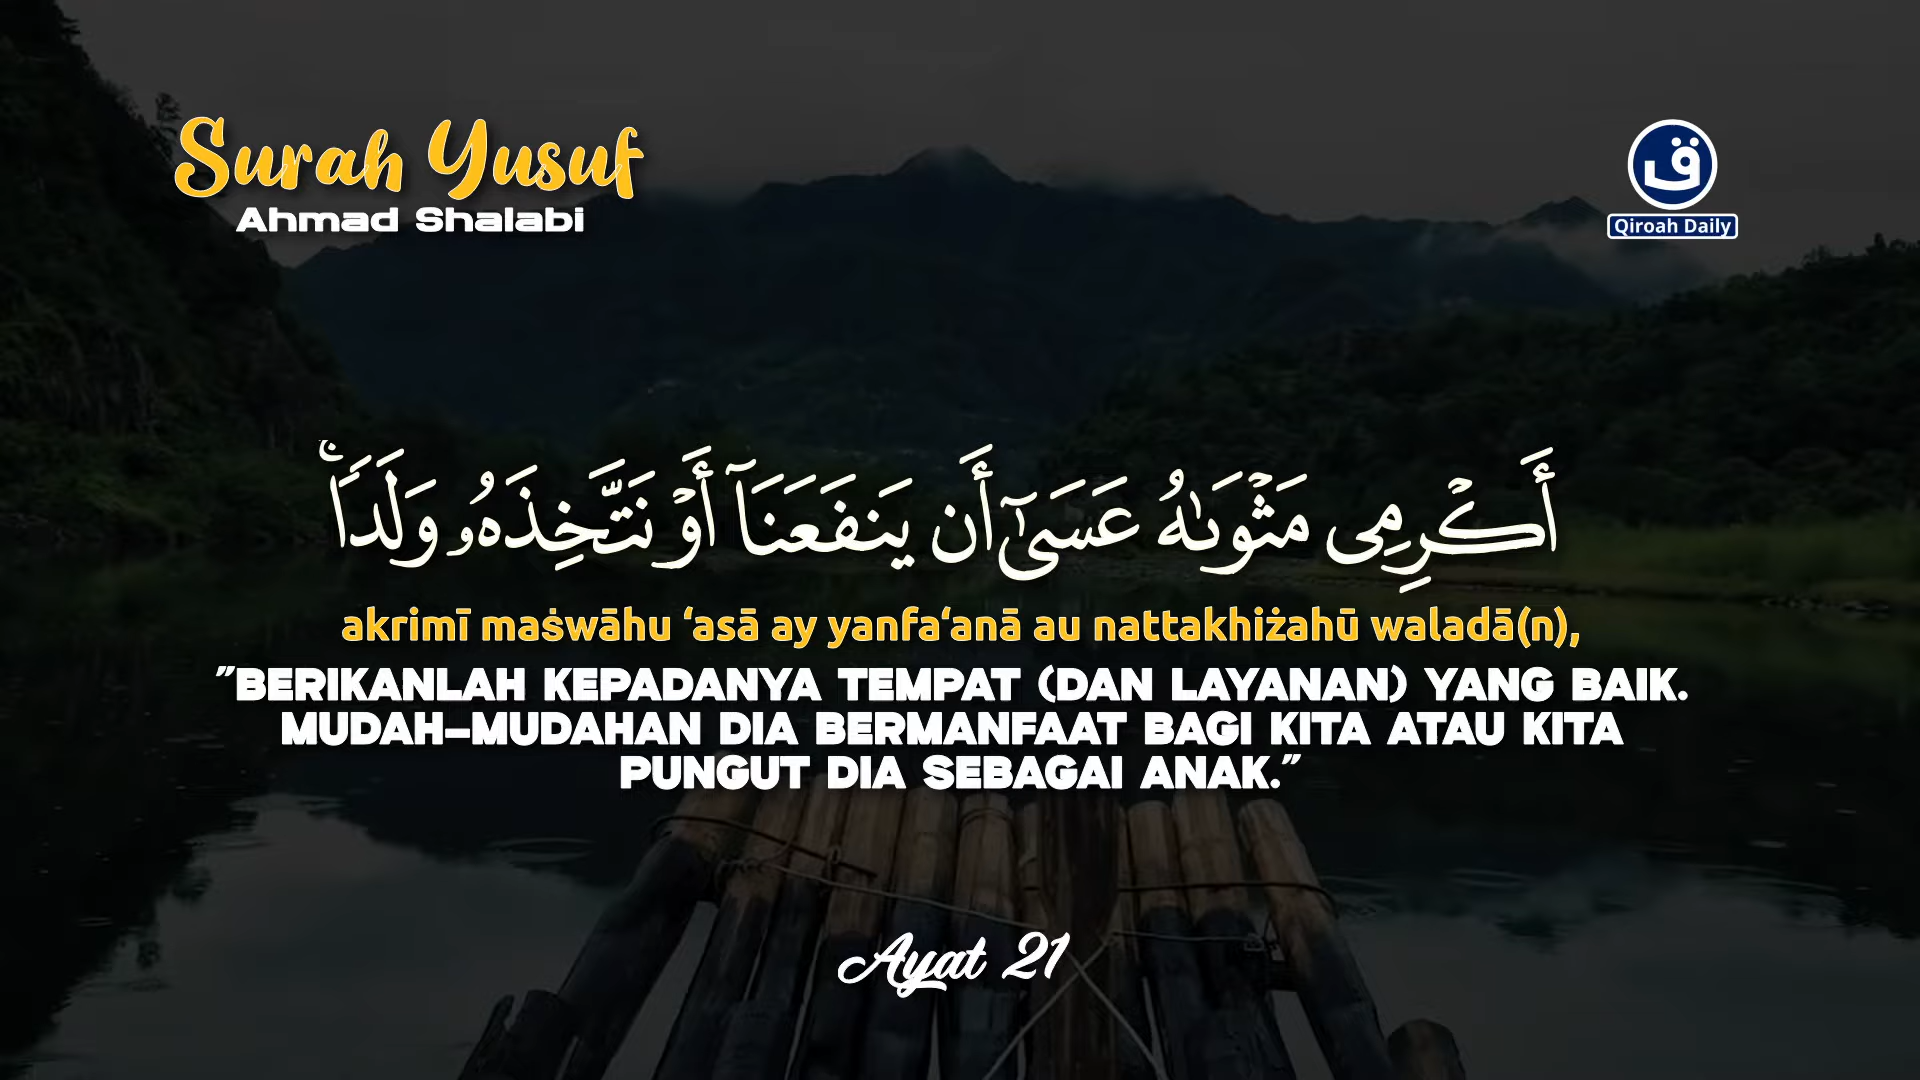 Surah Yusuf
Ahmad Shalabi
ق
Qiroah Daily
أَكْرِمِى مَثْوَىٰهُ عَسَىٰٓ أَن يَنفَعَنَآ أَوْ نَتَّخِذَهُۥ وَلَدًا ۚ
akrimī maṡwāhu ‘asā ay yanfa‘anā au nattakhiżahū waladā(n),
"BERIKANLAH KEPADANYA TEMPAT (DAN LAYANAN) YANG BAIK.
MUDAH-MUDAHAN DIA BERMANFAAT BAGI KITA ATAU KITA
PUNGUT DIA SEBAGAI ANAK."
Ayat 21